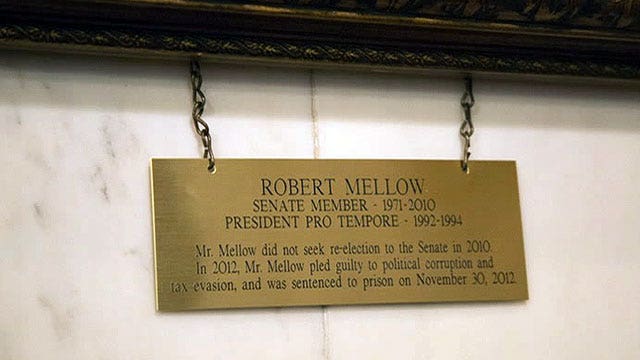 ROBERT MELLOW
SENATE MEMBER - 1971-2010
PRESIDENT PRO TEMPORE - 1992-1994
Mr. Mellow did not seek re-election to the Senate in 2010.
In 2012, Mr. Mellow pled guilty to political corruption and
tax evasion, and was sentenced to prison on November 30, 2012.